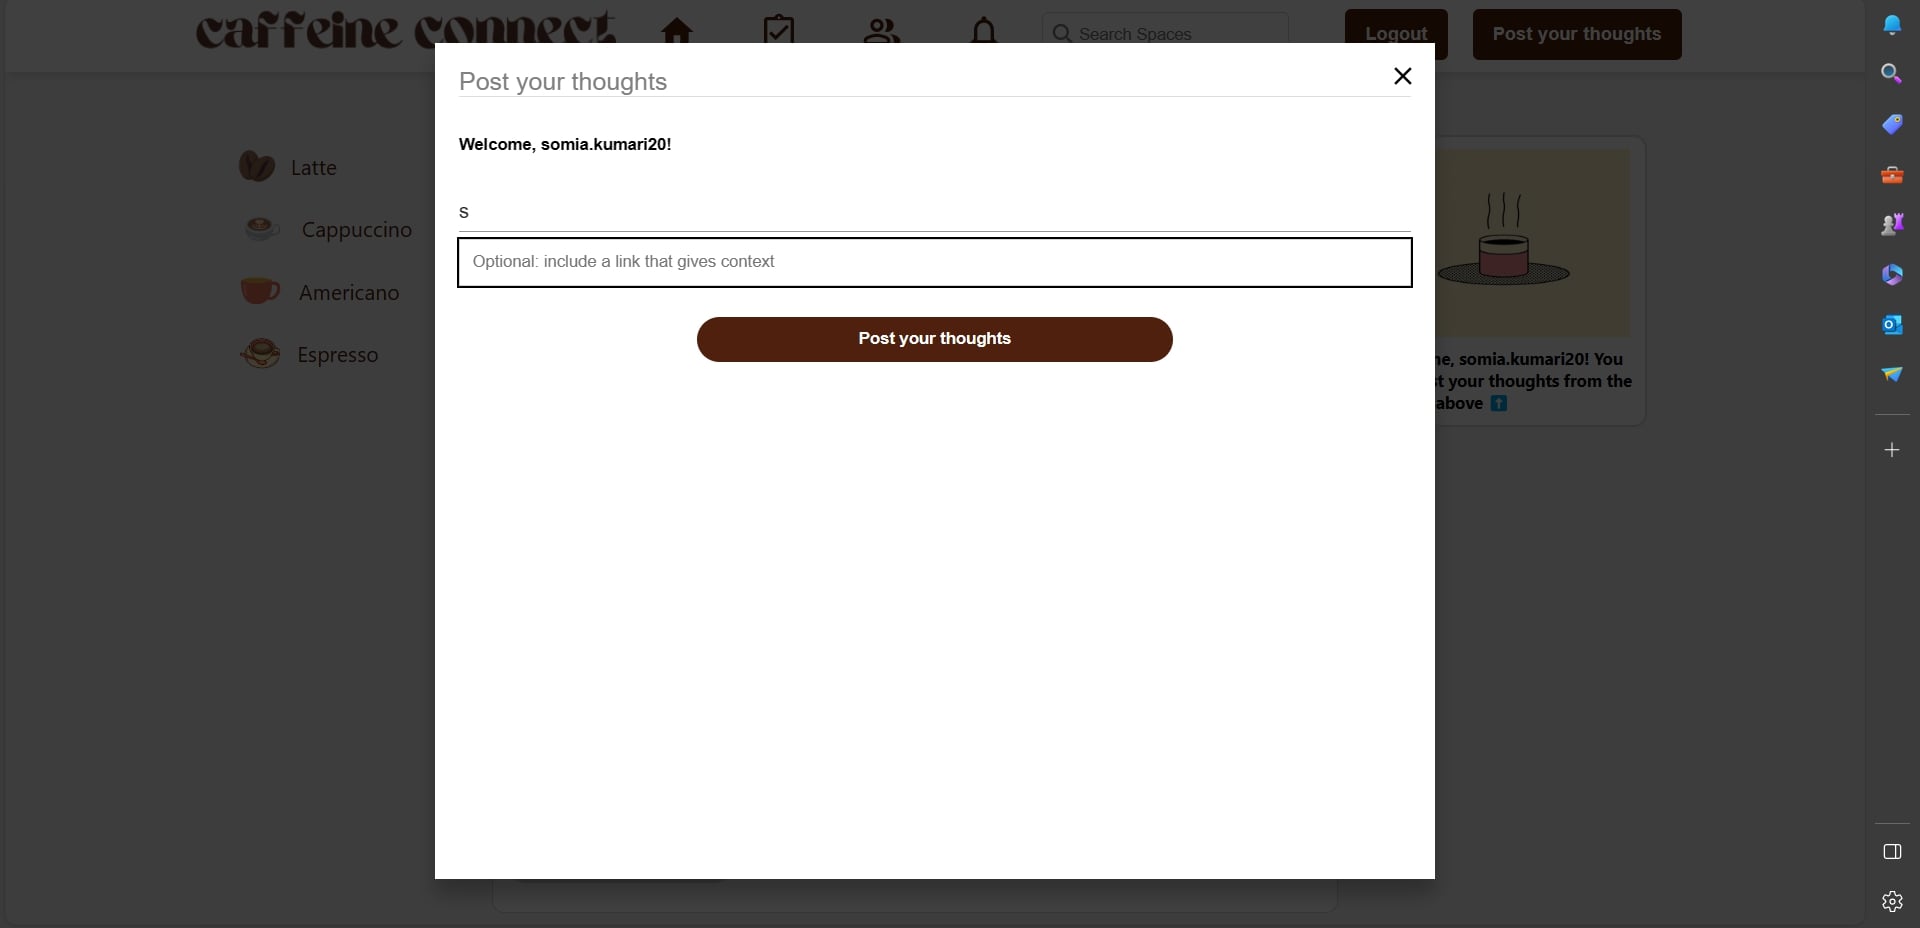 caffeine connect
Search Spaces
Logout
Post your thoughts
Post your thoughts
Welcome, somia.kumari20!
s
Optional: include a link that gives context
Post your thoughts
Latte
Cappuccino
Americano
Espresso
somia.kumari20! You
your thoughts from the
above